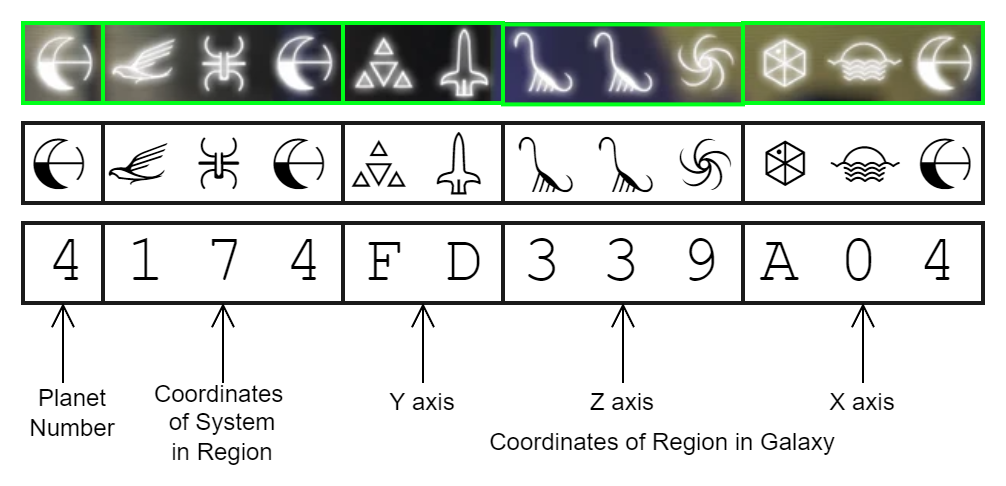 4 1 7 4 F D 3 3 9 A 0 4
Planet Number
Coordinates of System in Region
Y axis
Z axis
X axis
Coordinates of Region in Galaxy